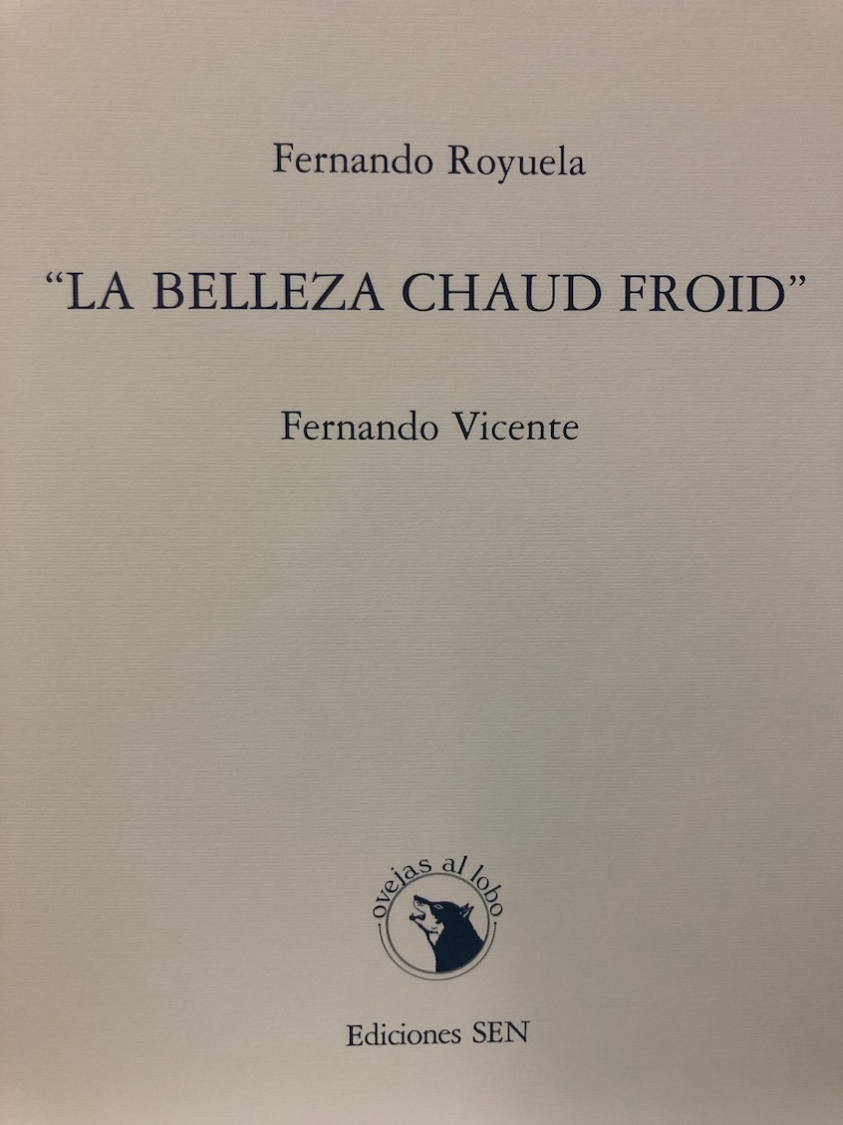 Fernando Royuela
“LA BELLEZA CHAUD FROID”
Fernando Vicente
ovejas al lobo
Ediciones SEN